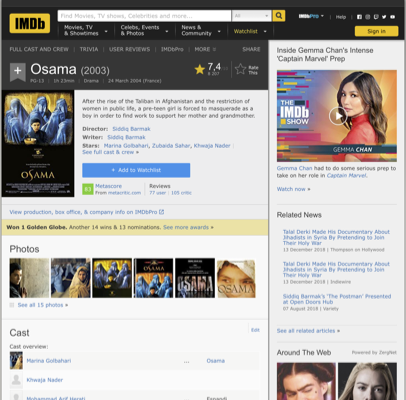 IMDb
Find Movies, TV shows, Celebrities and more...
All
IMDbPro
Help
Movies, TV & Showtimes
Celebs, Events & Photos
News & Community
Watchlist
Sign in
FULL CAST AND CREW | TRIVIA | USER REVIEWS | IMDbPro | MORE
SHARE
Osama (2003)
7,4
Rate This
PG-13 | 1h 23min | Drama | 24 March 2004 (France)
After the rise of the Taliban in Afghanistan and the restriction of women in public life, a pre-teen girl is forced to masquerade as a boy in order to find work to support her mother and grandmother.
Director: Siddiq Barmak
Writer: Siddiq Barmak
Stars: Marina Golbahari, Zubaida Sahar, Khwaja Nader
See full cast & crew »
OSAMA
+ Add to Watchlist
83
Metascore
From metacritic.com
Reviews
77 user | 103 critic
View production, box office, & company info on IMDbPro
Won 1 Golden Globe. Another 14 wins & 13 nominations. See more awards »
Photos
See all 15 photos »
Cast
Edit
Cast overview:
Marina Golbahari ... Osama
Khwaja Nader
Mohammad Arif Herati ... Espandi
Inside Gemma Chan's Intense 'Captain Marvel' Prep
THE IMDb SHOW
GEMMA CHAN
Gemma Chan had to do some serious prep to take on her role in Captain Marvel.
Watch now »
Related News
Talal Derki Made His Documentary About Jihadists in Syria By Pretending to Join Their Holy War
13 December 2018 | Thompson on Hollywood
Talal Derki Made His Documentary About Jihadists in Syria By Pretending to Join Their Holy War
13 December 2018 | Indiewire
Siddiq Barmak's 'The Postman' Presented at Open Doors Hub
07 August 2018 | Variety
See all related articles »
Around The Web
Powered by ZergNet